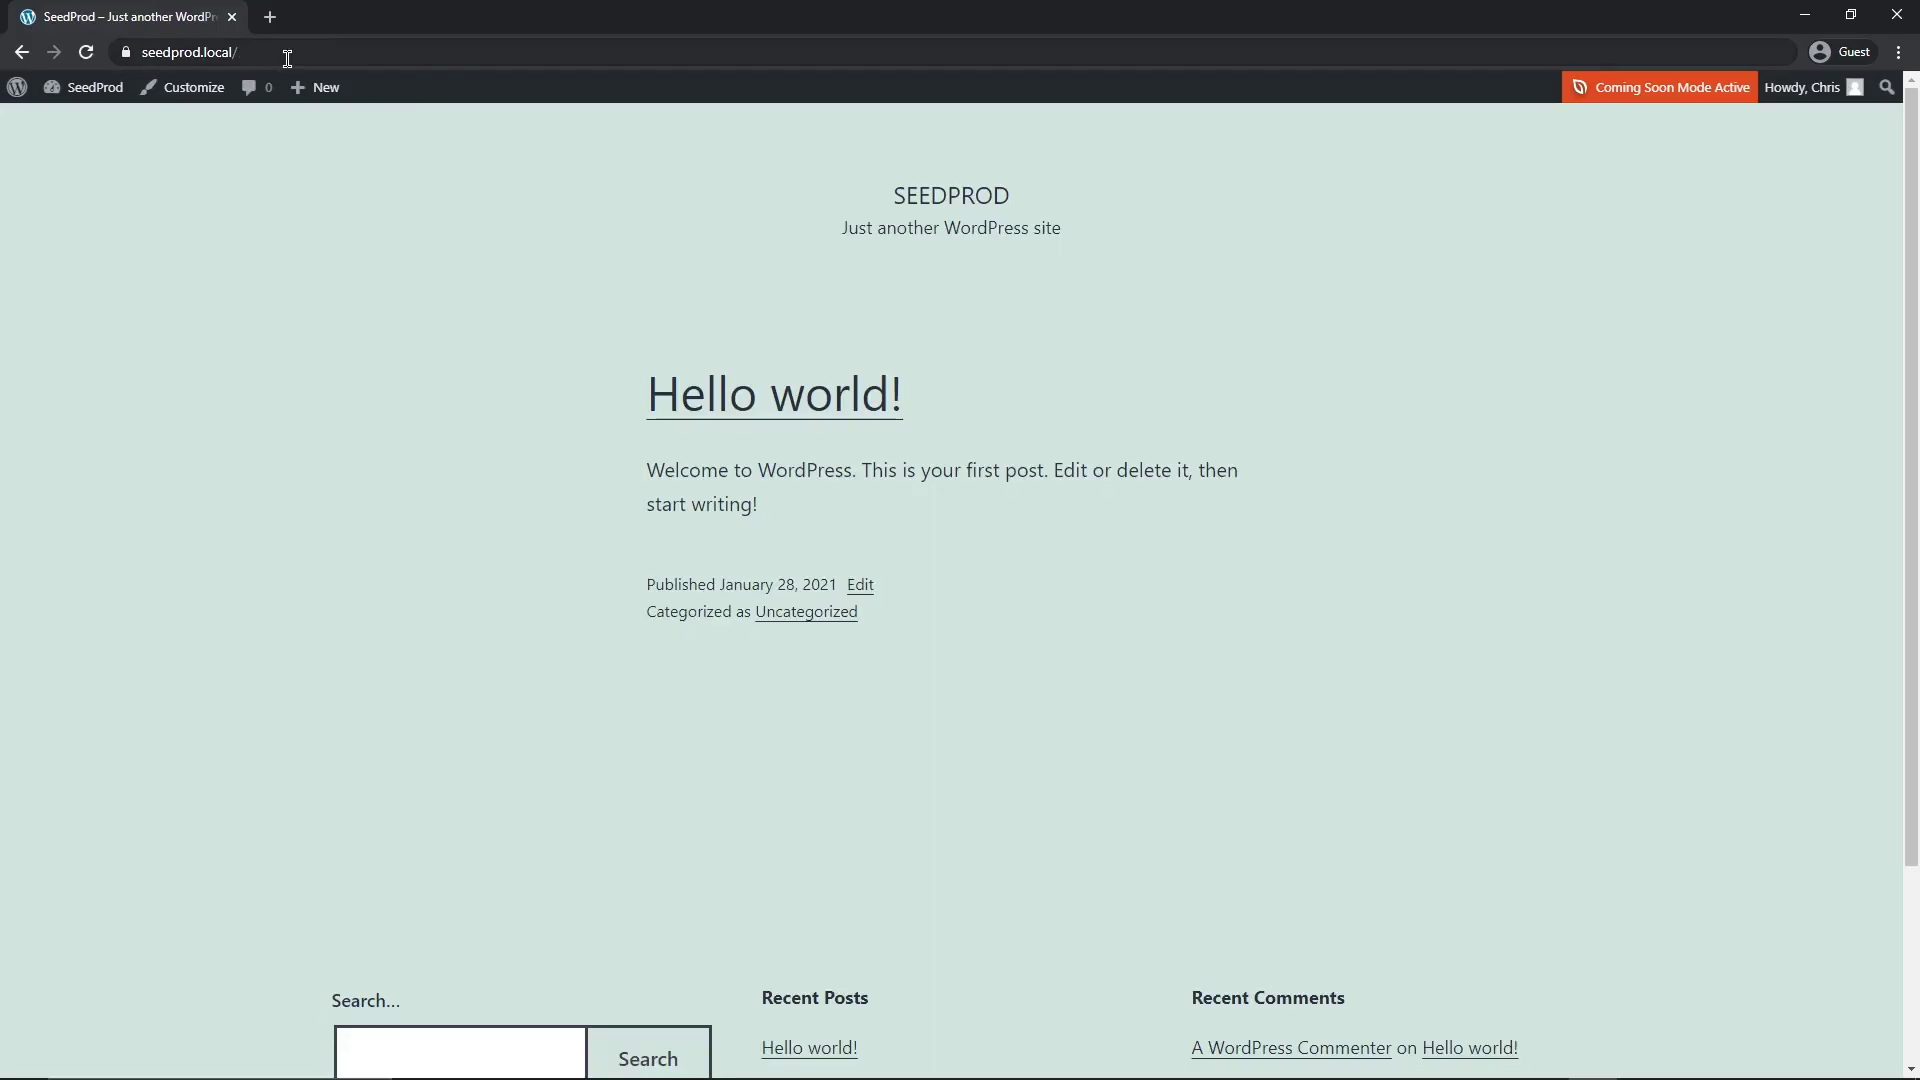 SeedProd – Just another WordPr
seedprod.local/
Guest
SeedProd Customize 0 New
Coming Soon Mode Active Howdy, Chris
SEEDPROD
Just another WordPress site
Hello world!
Welcome to WordPress. This is your first post. Edit or delete it, then
start writing!
Published January 28, 2021 Edit
Categorized as Uncategorized
Search…
Search
Recent Posts
Hello world!
Recent Comments
A WordPress Commenter on Hello world!